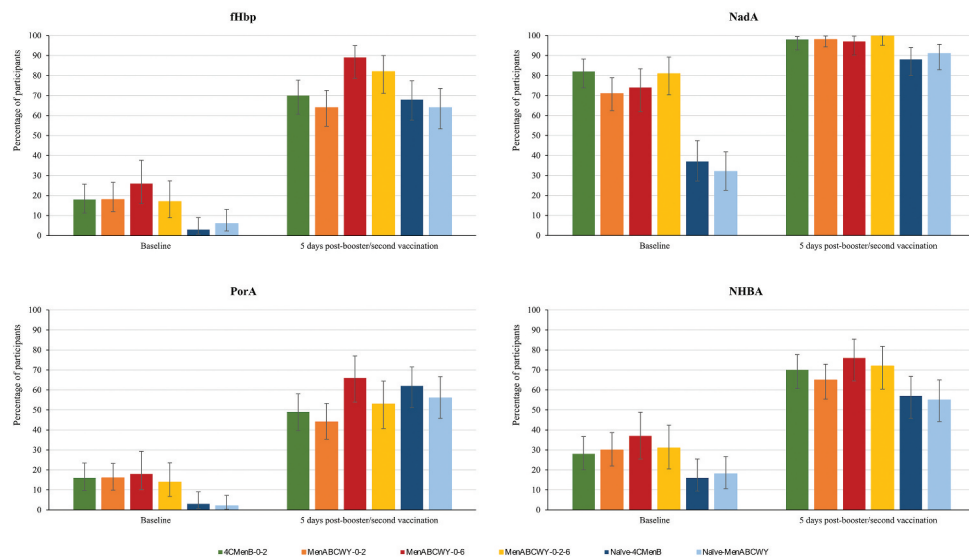 fHbp
Percentage of participants
100
90
80
70
60
50
40
30
20
10
0
Baseline
5 days post-booster/second vaccination
NadA
Percentage of participants
100
90
80
70
60
50
40
30
20
10
0
Baseline
5 days post-booster/second vaccination
PorA
Percentage of participants
100
90
80
70
60
50
40
30
20
10
0
Baseline
5 days post-booster/second vaccination
NHBA
Percentage of participants
100
90
80
70
60
50
40
30
20
10
0
Baseline
5 days post-booster/second vaccination
4CMenB-0-2 MenABCWY-0-2 MenABCWY-0-6 MenABCWY-0-2-6 Naïve-4CMenB Naïve-MenABCWY